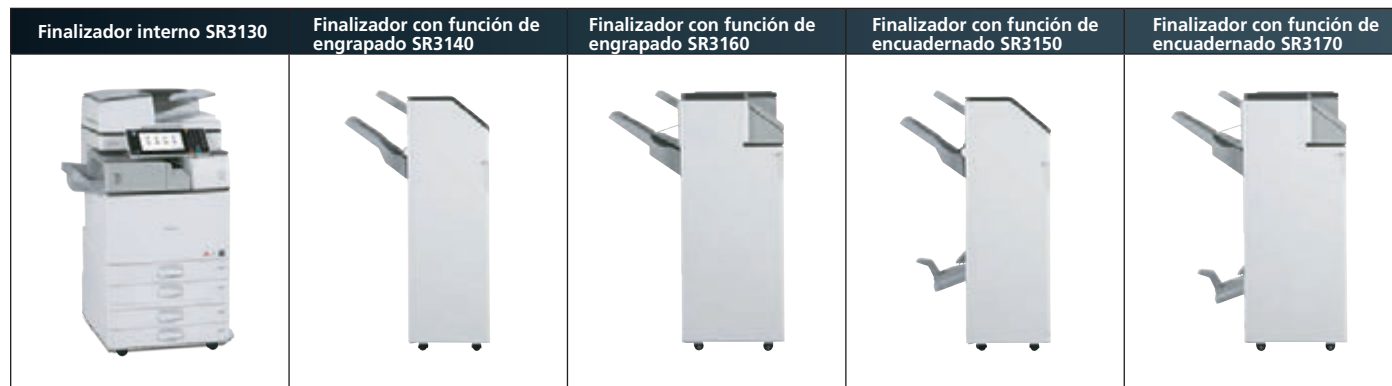 Finalizador interno SR3130
Finalizador con función de
engrapado SR3140
Finalizador con función de
engrapado SR3160
Finalizador con función de
encuadernado SR3150
Finalizador con función de
encuadernado SR3170